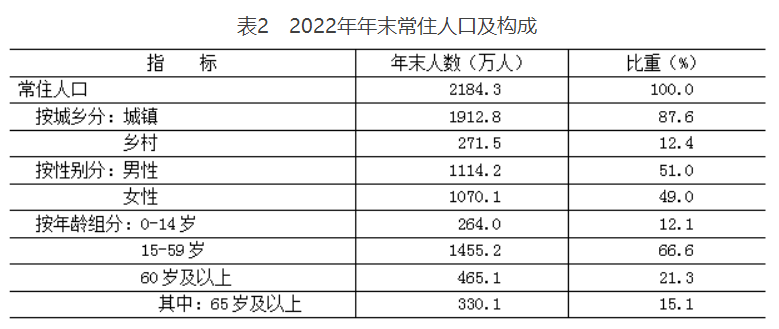 表2 2022年年末常住人口及构成
指 标 年末人数（万人） 比重（%）
常住人口 2184.3 100.0
按城乡分：城镇 1912.8 87.6
乡村 271.5 12.4
按性别分：男性 1114.2 51.0
女性 1070.1 49.0
按年龄组分：0-14岁 264.0 12.1
15-59岁 1455.2 66.6
60岁及以上 465.1 21.3
其中：65岁及以上 330.1 15.1